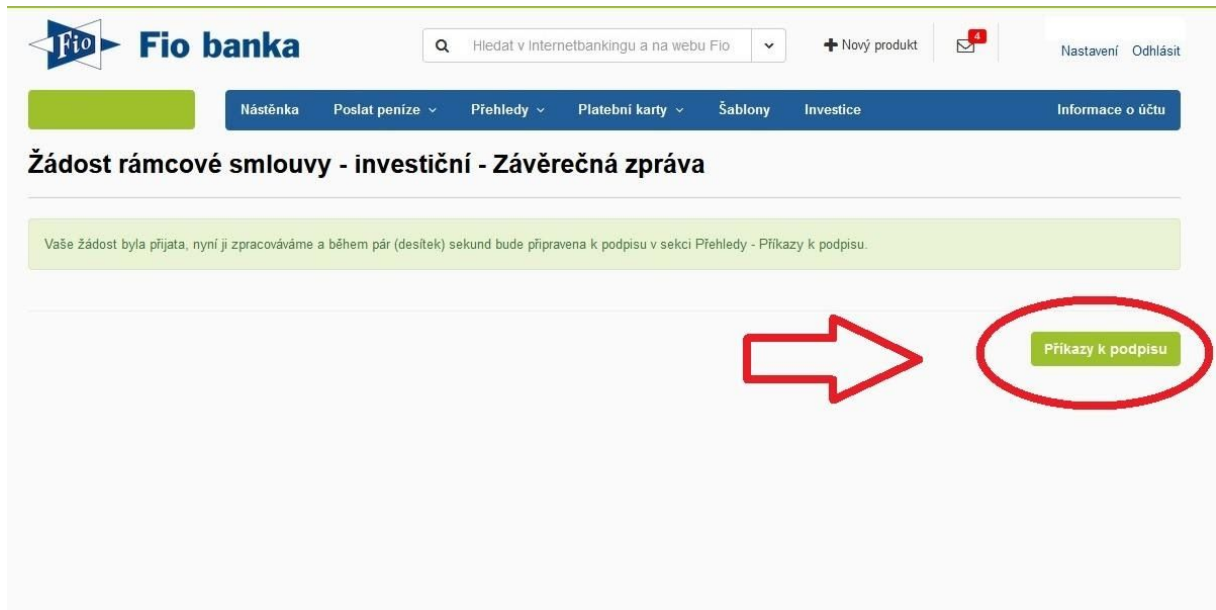 Fio Fio banka
Hledat v Internetbankingu a na webu Fio
Nový produkt
4
Nastavení Odhlásit
Nástěnka Poslat peníze Přehledy Platební karty Šablony Investice Informace o účtu
Žádost rámcové smlouvy - investiční - Závěrečná zpráva
Vaše žádost byla přijata, nyní ji zpracováváme a během pár (desítek) sekund bude připravena k podpisu v sekci Přehledy - Příkazy k podpisu.
Příkazy k podpisu